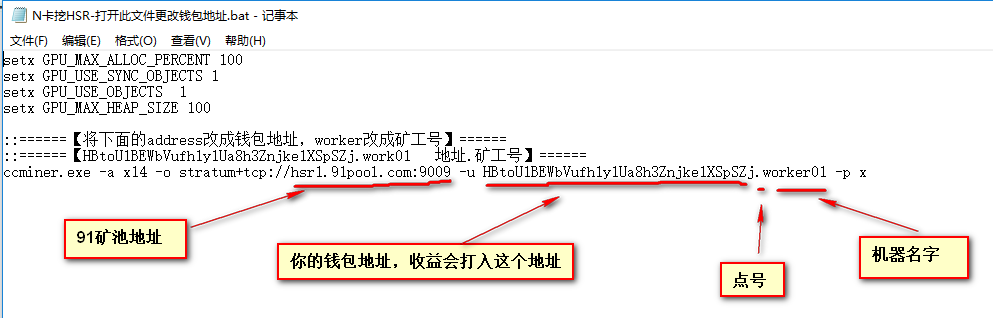 N卡挖HSR-打开此文件更改钱包地址.bat - 记事本
文件(F) 编辑(E) 格式(O) 查看(V) 帮助(H)
setx GPU_MAX_ALLOC_PERCENT 100
setx GPU_USE_SYNC_OBJECTS 1
setx GPU_USE_OBJECTS  1
setx GPU_MAX_HEAP_SIZE 100
::======【将下面的address改成钱包地址，worker改成矿工号】======
::======【HBtoU1BEWbVufhly1Ua8h3Znjke1XSpSZj.work01   地址.矿工号】======
ccminer.exe -a x14 -o stratum+tcp://hsr1.91pool.com:9009 -u HBtoU1BEWbVufhly1Ua8h3Znjke1XSpSZj.worker01 -p x
91矿池地址
你的钱包地址，收益会打入这个地址
点号
机器名字